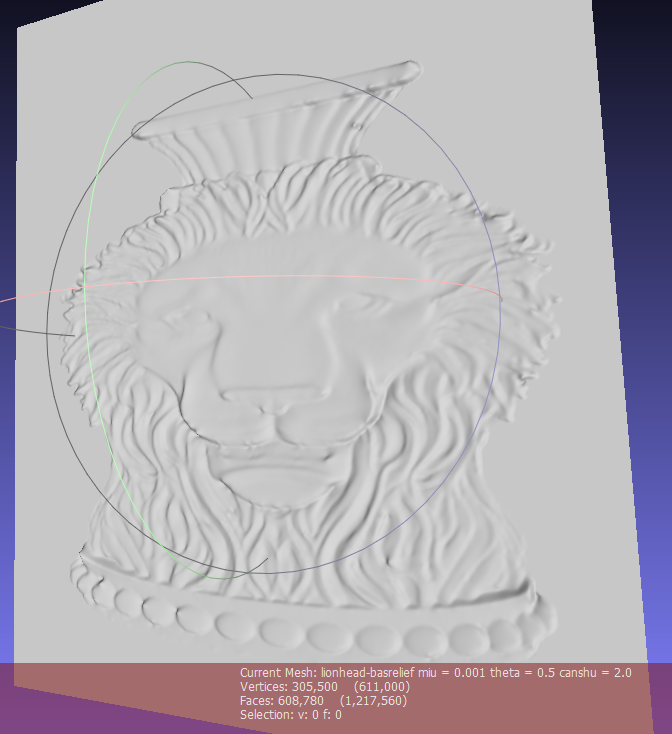 Current Mesh: lionhead-basrelief miu = 0.001 theta = 0.5 canshu = 2.0
Vertices: 305,500 (611,000)
Faces: 608,780 (1,217,560)
Selection: v: 0 f: 0